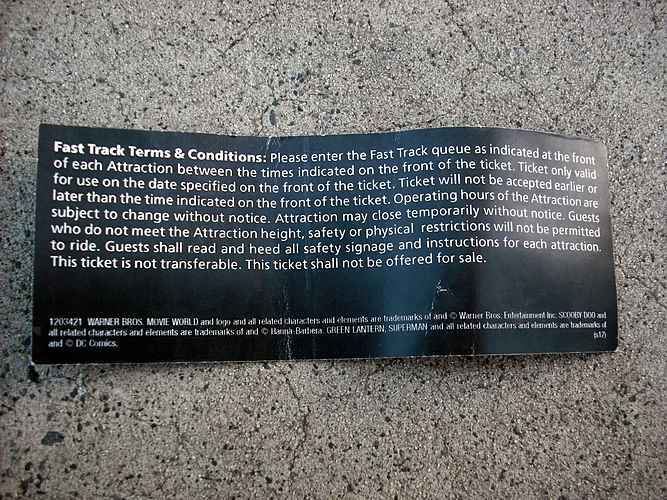 Fast Track Terms & Conditions: Please enter the Fast Track queue as indicated at the front
of each Attraction between the times indicated on the front of the ticket. Ticket only valid
for use on the date specified on the front of the ticket. Ticket will not be accepted earlier or
later than the time indicated on the front of the ticket. Operating hours of the Attraction are
subject to change without notice. Attraction may close temporarily without notice. Guests
who do not meet the Attraction height, safety or physical restrictions will not be permitted
to ride. Guests shall read and heed all safety signage and instructions for each attraction.
This ticket is not transferable. This ticket shall not be offered for sale.
1203421 WARNER BROS. MOVIE WORLD and logo and all related characters and elements are trademarks of and © Warner Bros. Entertainment Inc. SCOOBY DOO and
all related characters and elements are trademarks of and © Hanna-Barbera. GREEN LANTERN, SUPERMAN and all related characters and elements are trademarks of
and © DC Comics.
(s12)